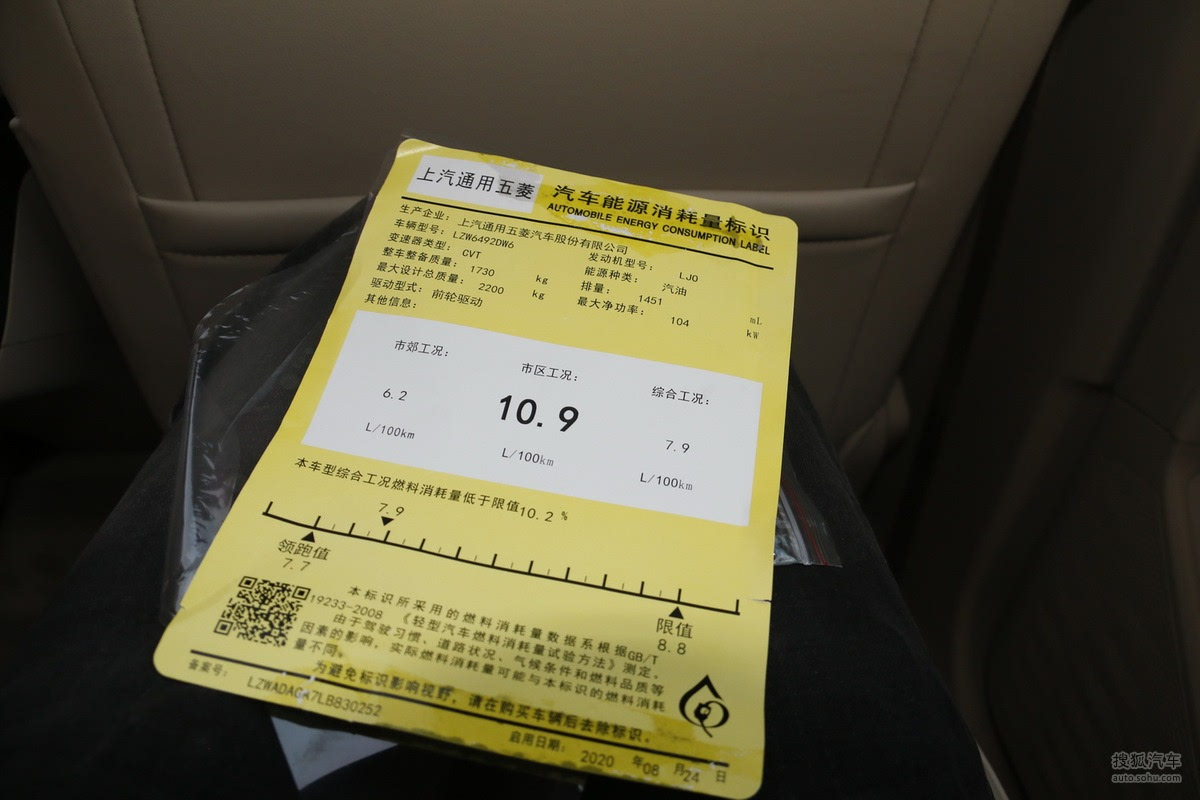 上汽通用五菱
汽车能源消耗量标识
AUTOMOBILE ENERGY CONSUMPTION LABEL
生产企业: 上汽通用五菱汽车股份有限公司
车辆型号: LZW6492DW6 发动机型号: LJO
变速器类型: CVT 能源种类: 汽油
整车整备质量: 1730 kg 排量: 1451 mL
最大设计总质量: 2200 kg 最大净功率: 104 kW
驱动型式: 前轮驱动
其他信息:
市郊工况: 市区工况: 综合工况:
6.2 10.9 7.9
L/100km L/100km L/100km
本车型综合工况燃料消耗量低于限值10.2 %
7.9
领跑值 限值
7.7 8.8
本标识所采用的燃料消耗量数据系根据GB/T
19233-2008 《轻型汽车燃料消耗量试验方法》测定。
由于驾驶习惯、道路状况、气候条件和燃料品质等
因素的影响，实际燃料消耗量可能与本标识的燃料消耗
量不同。
为避免标识影响视野，请在购买车辆后去除标识。
备案号: LZWADAGA7LB830252 启用日期: 2020 年08 月24 日
搜狐汽车
auto.sohu.com